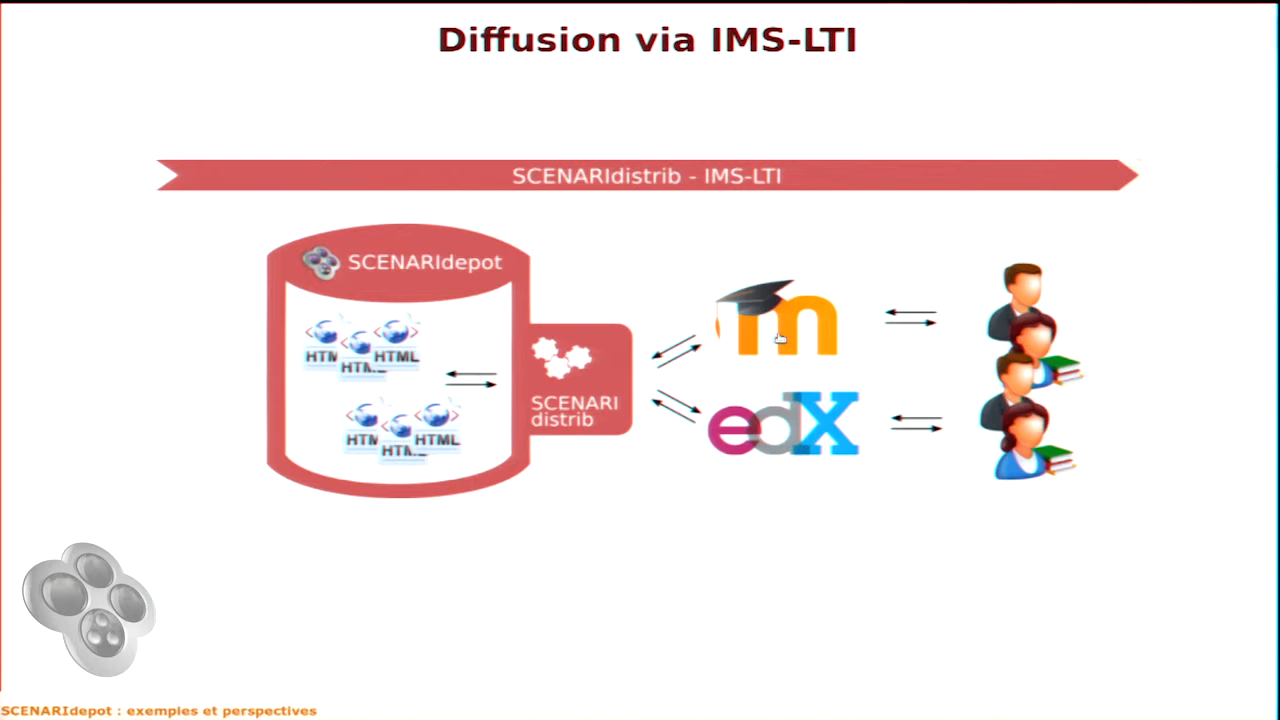 Diffusion via IMS-LTI
SCENARIdistrib - IMS-LTI
SCENARIdepot
HTML
HTML
SCENARI
distrib
m
edX
SCENARIdepot : exemples et perspectives